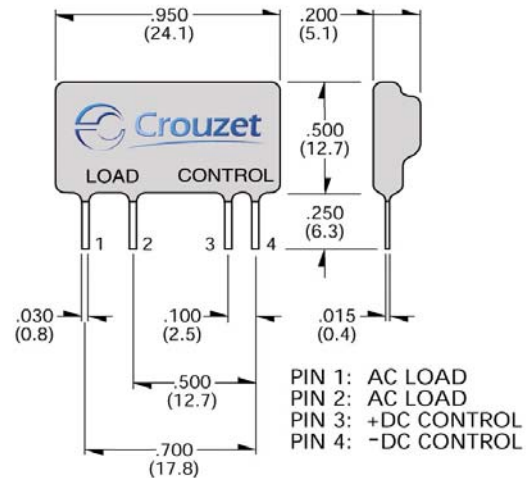 .950
(24.1)
.200
(5.1)
Crouzet
.500
(12.7)
LOAD CONTROL
.250
(6.3)
1 2 3 4
.030
(0.8)
.100
(2.5)
.015
(0.4)
.500
(12.7)
.700
(17.8)
PIN 1: AC LOAD
PIN 2: AC LOAD
PIN 3: +DC CONTROL
PIN 4: -DC CONTROL